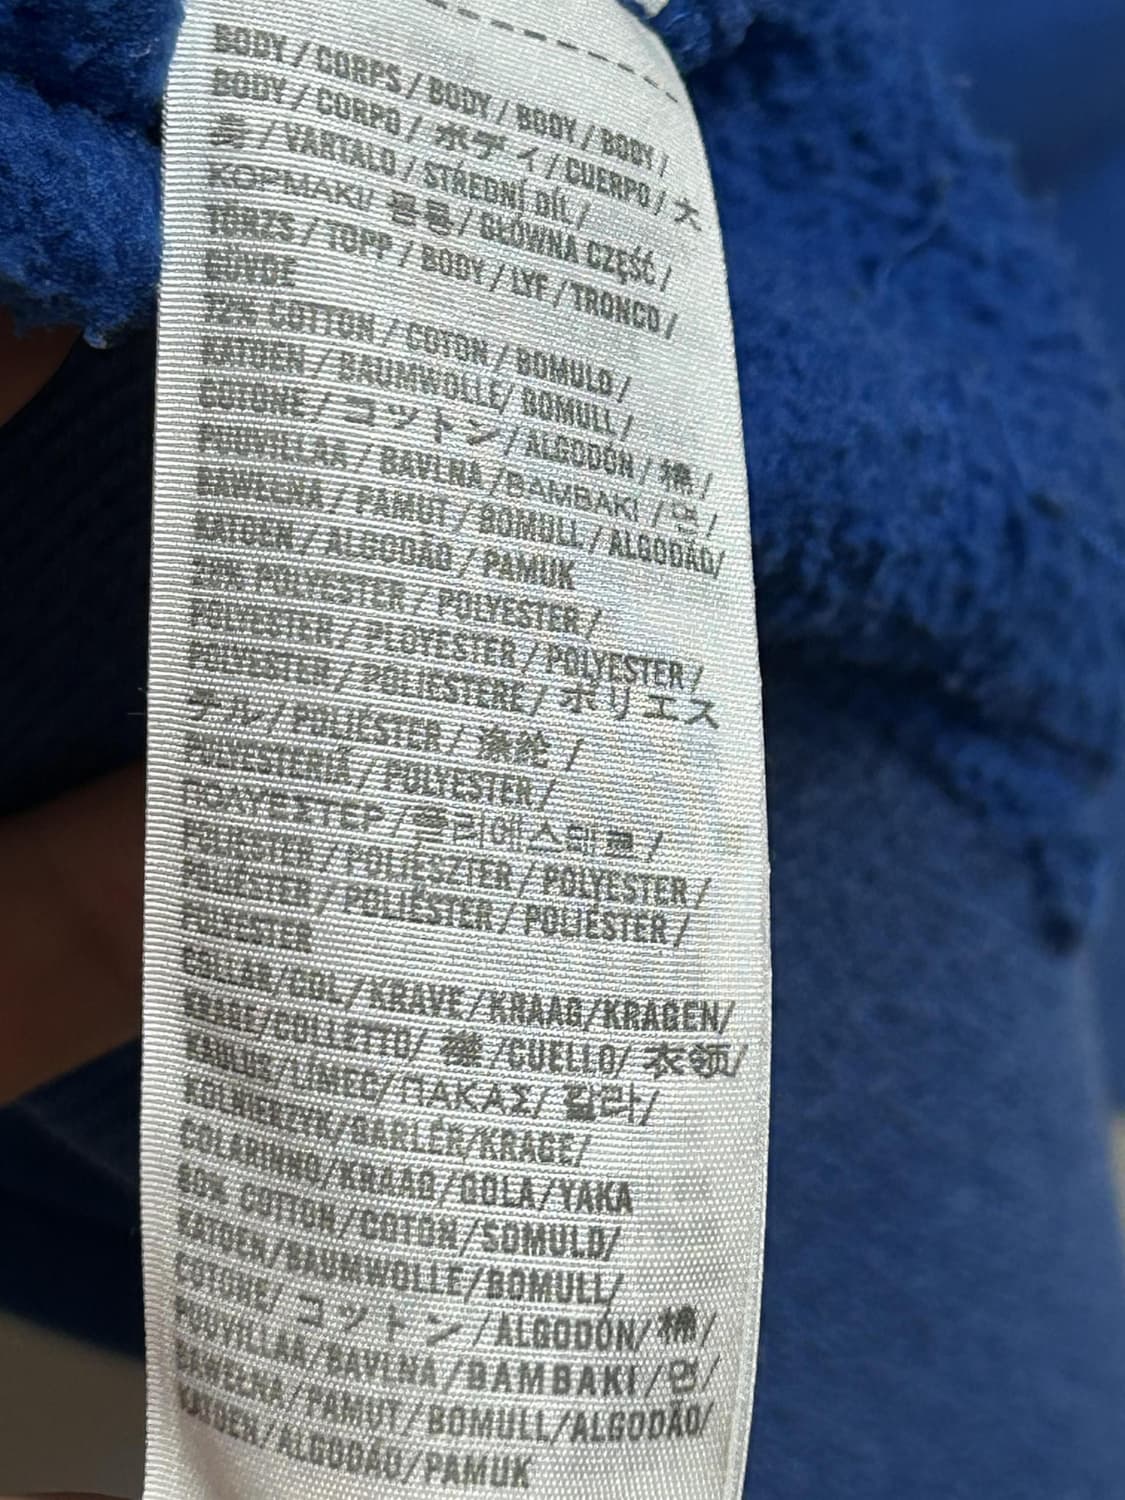 BODY / CORPS / BODY / BODY / BODY /
BODY / CORPO / ボディ / CUERPO / 大
身 / VARTALO / STŘEDNÍ DÍL /
ΚΟΡΜΑΚΙ / 몸통 / GŁÓWNA CZĘŚĆ /
TÖRZS / TOPP / BODY / LYF / TRONCO /
GÖVDE
72% COTTON / COTON / BOMULD /
KATOEN / BAUMWOLLE / BOMULL /
COTONE / コットン / ALGODÓN / 棉 /
PUUVILLAA / BAVLNA / BAMBAKI / 면 /
BAWEŁNA / PAMUT / BOMULL / ALGODÃO /
KATOEN / ALGODÃO / PAMUK
28% POLYESTER / POLYESTER /
POLYESTER / PLOYESTER / POLYESTER /
POLYESTER / POLIESTERE / ポリエス
テル / POLIÉSTER / 涤纶 /
POLYESTERIÄ / POLYESTER /
ΠΟΛΥΕΣΤΕΡ / 폴리에스테르 /
POLIESTER / POLIÉSZTER / POLYESTER /
POLIÉSTER / POLIÉSTER / POLIÉSTER /
POLYESTER
COLLAR/COL/KRAVE/KRAAG/KRAGEN/
KRAGE/COLLETTO/ 襟 /CUELLO/ 衣领/
KAULUS/LÍMEC/ΠΑΚΑΣ/ 칼라/
KOŁNIERZYK/GARLÉR/KRAGE/
COLARINHO/KRAAG/GOLA/YAKA
60% COTTON/COTON/SOMULD/
KATOEN/BAUMWOLLE/BOMULL/
COTONE/ コットン /ALGODÓN/ 棉/
PUUVILLAA/BAVLNA/BAMBAKI/ 면/
BAWEŁNA/PAMUT/BOMULL/ALGODÃO/
KATOEN/ALGODÃO/PAMUK